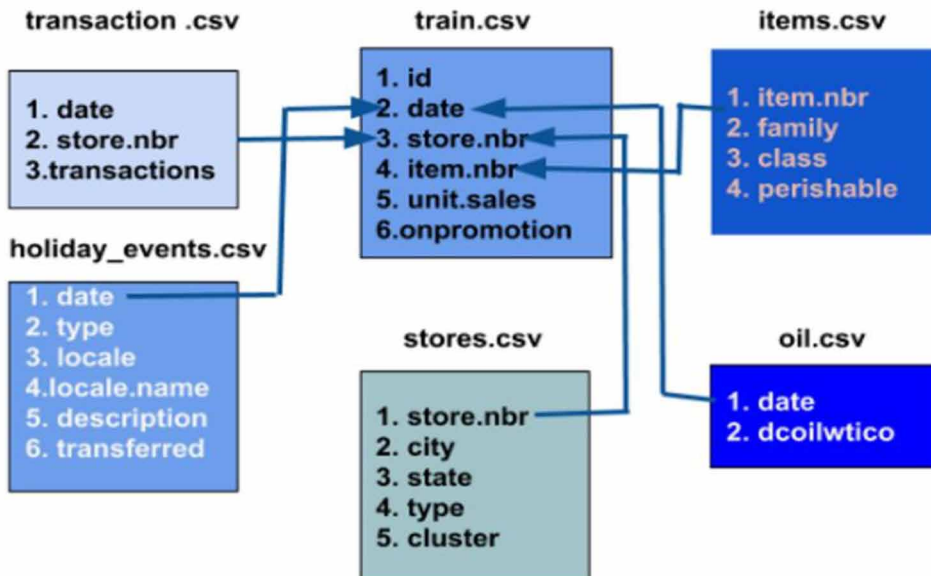 transaction .csv
1. date
2. store.nbr
3.transactions
train.csv
1. id
2. date
3. store.nbr
4. item.nbr
5. unit.sales
6.onpromotion
items.csv
1. item.nbr
2. family
3. class
4. perishable
holiday_events.csv
1. date
2. type
3. locale
4.locale.name
5. description
6. transferred
stores.csv
1. store.nbr
2. city
3. state
4. type
5. cluster
oil.csv
1. date
2. dcoilwtico